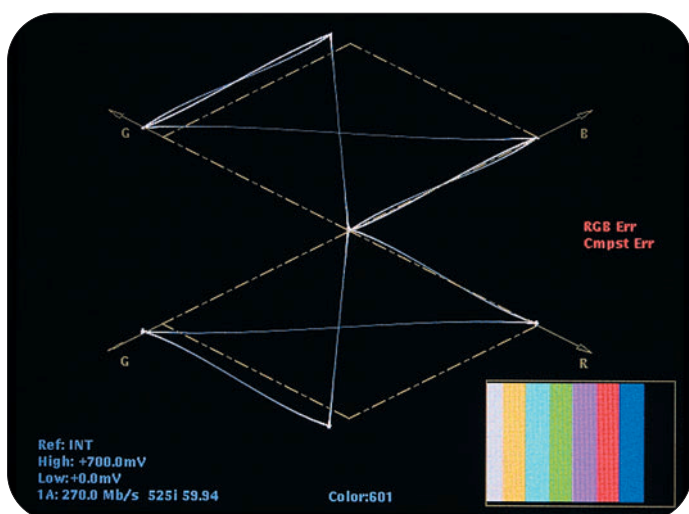 G
B
RGB Err
Cmpst Err
G
R
Ref: INT
High: +700.0mV
Low:+0.0mV
1A: 270.0 Mb/s 525i 59.94
Color:601